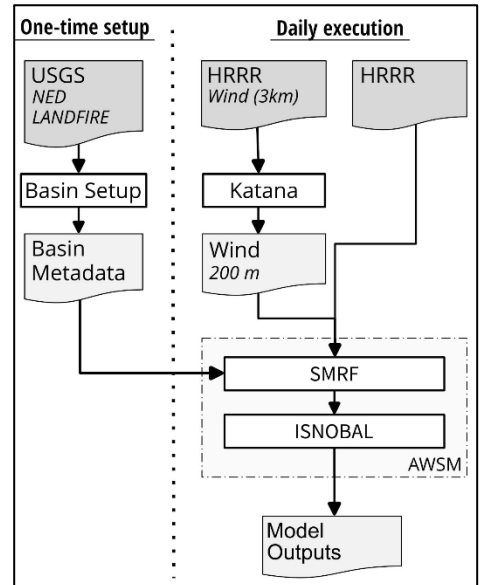 One-time setup
Daily execution
USGS
NED
LANDFIRE
HRRR
Wind (3km)
HRRR
Basin Setup
Katana
Basin
Metadata
Wind
200 m
SMRF
ISNOBAL
AWSM
Model
Outputs